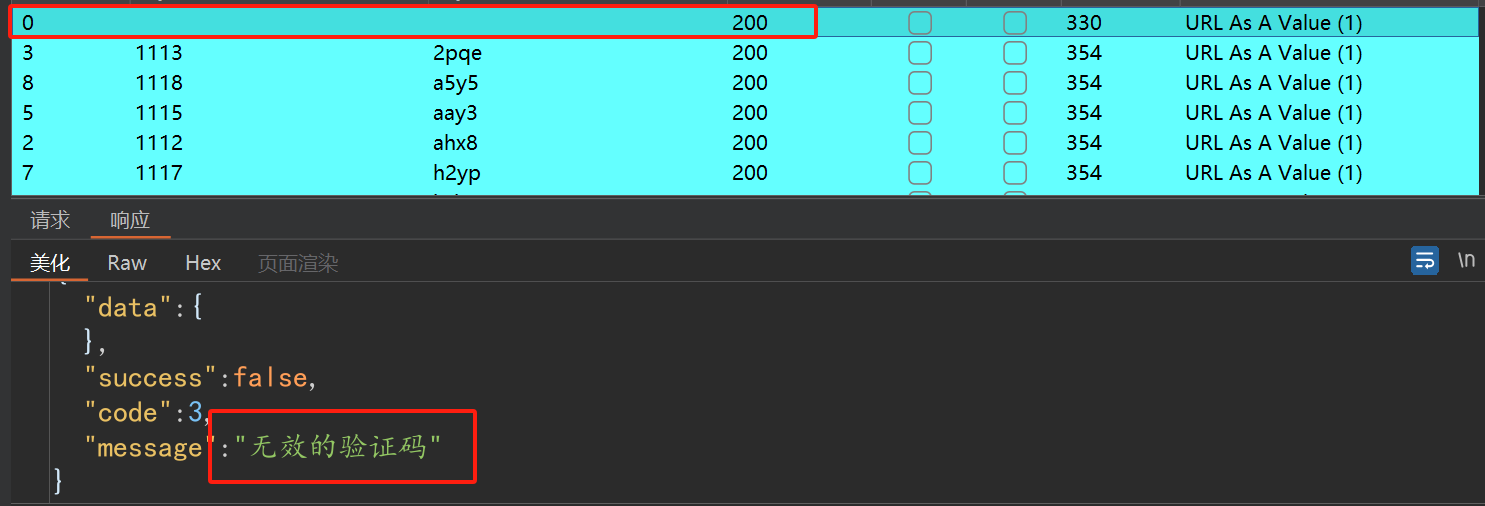 0 200 330 URL As A Value (1)
3 1113 2pqe 200 354 URL As A Value (1)
8 1118 a5y5 200 354 URL As A Value (1)
5 1115 aay3 200 354 URL As A Value (1)
2 1112 ahx8 200 354 URL As A Value (1)
7 1117 h2yp 200 354 URL As A Value (1)
请求 响应
美化 Raw Hex 页面渲染 \n
"data":{
},
"success":false,
"code":3,
"message":"无效的验证码"
}